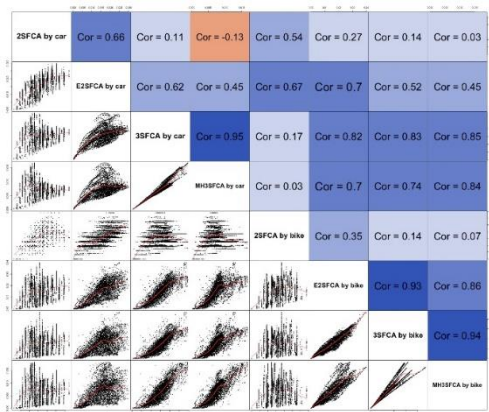 2SFCA by car
Cor = 0.66
Cor = 0.11
Cor = -0.13
Cor = 0.54
Cor = 0.27
Cor = 0.14
Cor = 0.03
E2SFCA by car
Cor = 0.62
Cor = 0.45
Cor = 0.67
Cor = 0.7
Cor = 0.52
Cor = 0.45
3SFCA by car
Cor = 0.95
Cor = 0.17
Cor = 0.82
Cor = 0.83
Cor = 0.85
MH3SFCA by car
Cor = 0.03
Cor = 0.7
Cor = 0.74
Cor = 0.84
2SFCA by bike
Cor = 0.35
Cor = 0.14
Cor = 0.07
E2SFCA by bike
Cor = 0.93
Cor = 0.86
3SFCA by bike
Cor = 0.94
MH3SFCA by bike